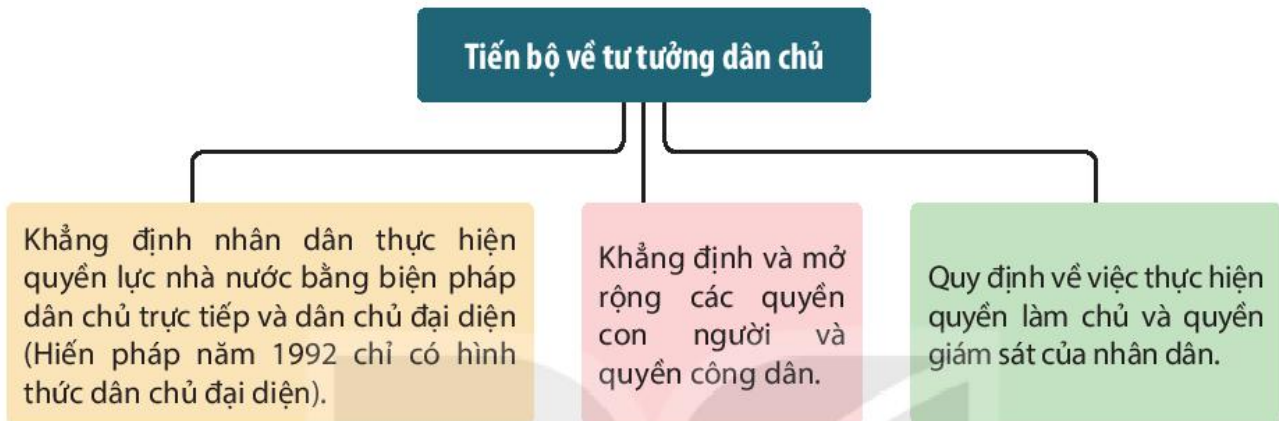 Tiến bộ về tư tưởng dân chủ
Khẳng định nhân dân thực hiện
quyền lực nhà nước bằng biện pháp
dân chủ trực tiếp và dân chủ đại diện
(Hiến pháp năm 1992 chỉ có hình
thức dân chủ đại diện).
Khẳng định và mở
rộng các quyền
con người và
quyền công dân.
Quy định về việc thực hiện
quyền làm chủ và quyền
giám sát của nhân dân.